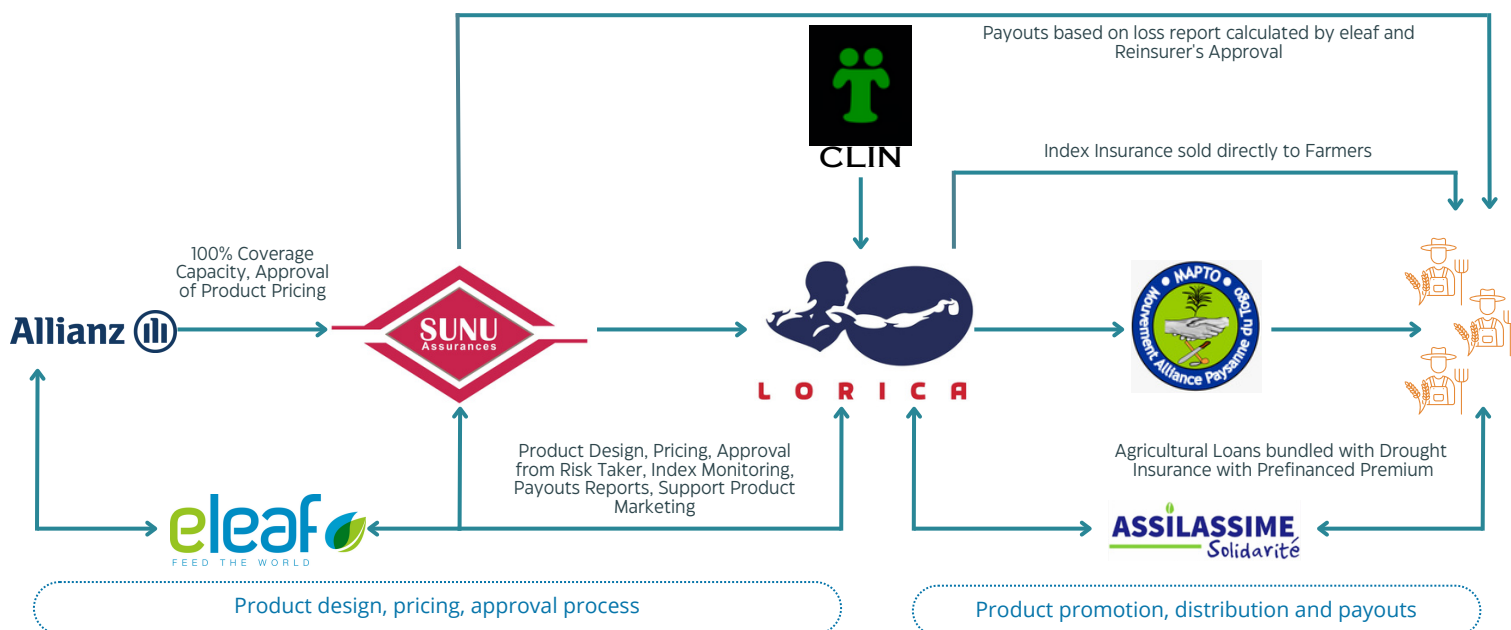 Payouts based on loss report calculated by eleaf and
Reinsurer's Approval
CLIN
Index Insurance sold directly to Farmers
100% Coverage
Capacity, Approval
of Product Pricing
Allianz
SUNU
Assurances
LORICA
MAPTO
Mouvement Alliance Paysanne du Togo
Product Design, Pricing, Approval
from Risk Taker, Index Monitoring,
Payouts Reports, Support Product
Marketing
Agricultural Loans bundled with Drought
Insurance with Prefinanced Premium
eleaf
FEED THE WORLD
ASSILASSIME
Solidarité
Product design, pricing, approval process
Product promotion, distribution and payouts